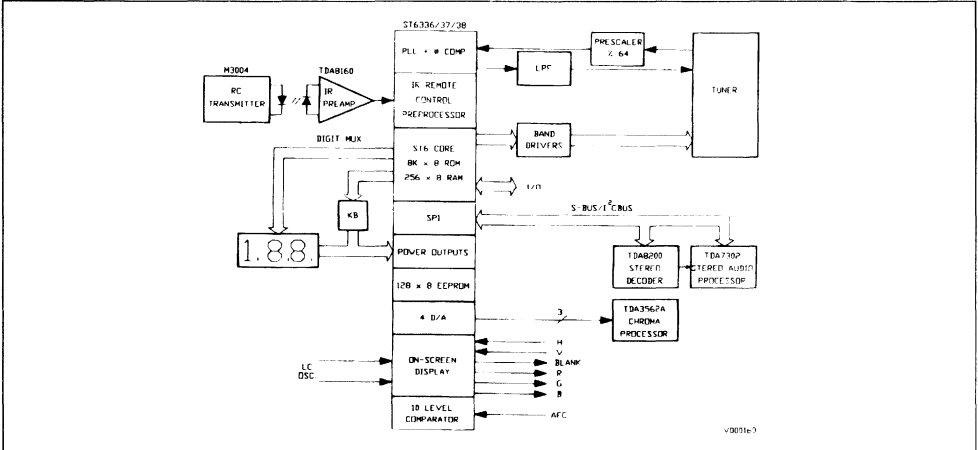 ST6336/37/38
PLL + Ø COMP
PRESCALER
% 64
LPF
TUNER
M3004
RC
TRANSMITTER
TDA8160
IR
PREAMP
IR REMOTE
CONTROL
PREPROCESSOR
DIGIT MUX
ST6 CORE
8K × 8 ROM
256 × 8 RAM
BAND
DRIVERS
I/O
KB
SPI
S-BUS/I²CBUS
1.8.8.
POWER OUTPUTS
TDA8200
STEREO
DECODER
TDA7302
STEREO AUDIO
PROCESSOR
128 × 8 EEPROM
4 D/A
3
TDA3562A
CHROMA
PROCESSOR
LC
OSC.
ON-SCREEN
DISPLAY
H
V
BLANK
R
G
B
10 LEVEL
COMPARATOR
AFC
V000160